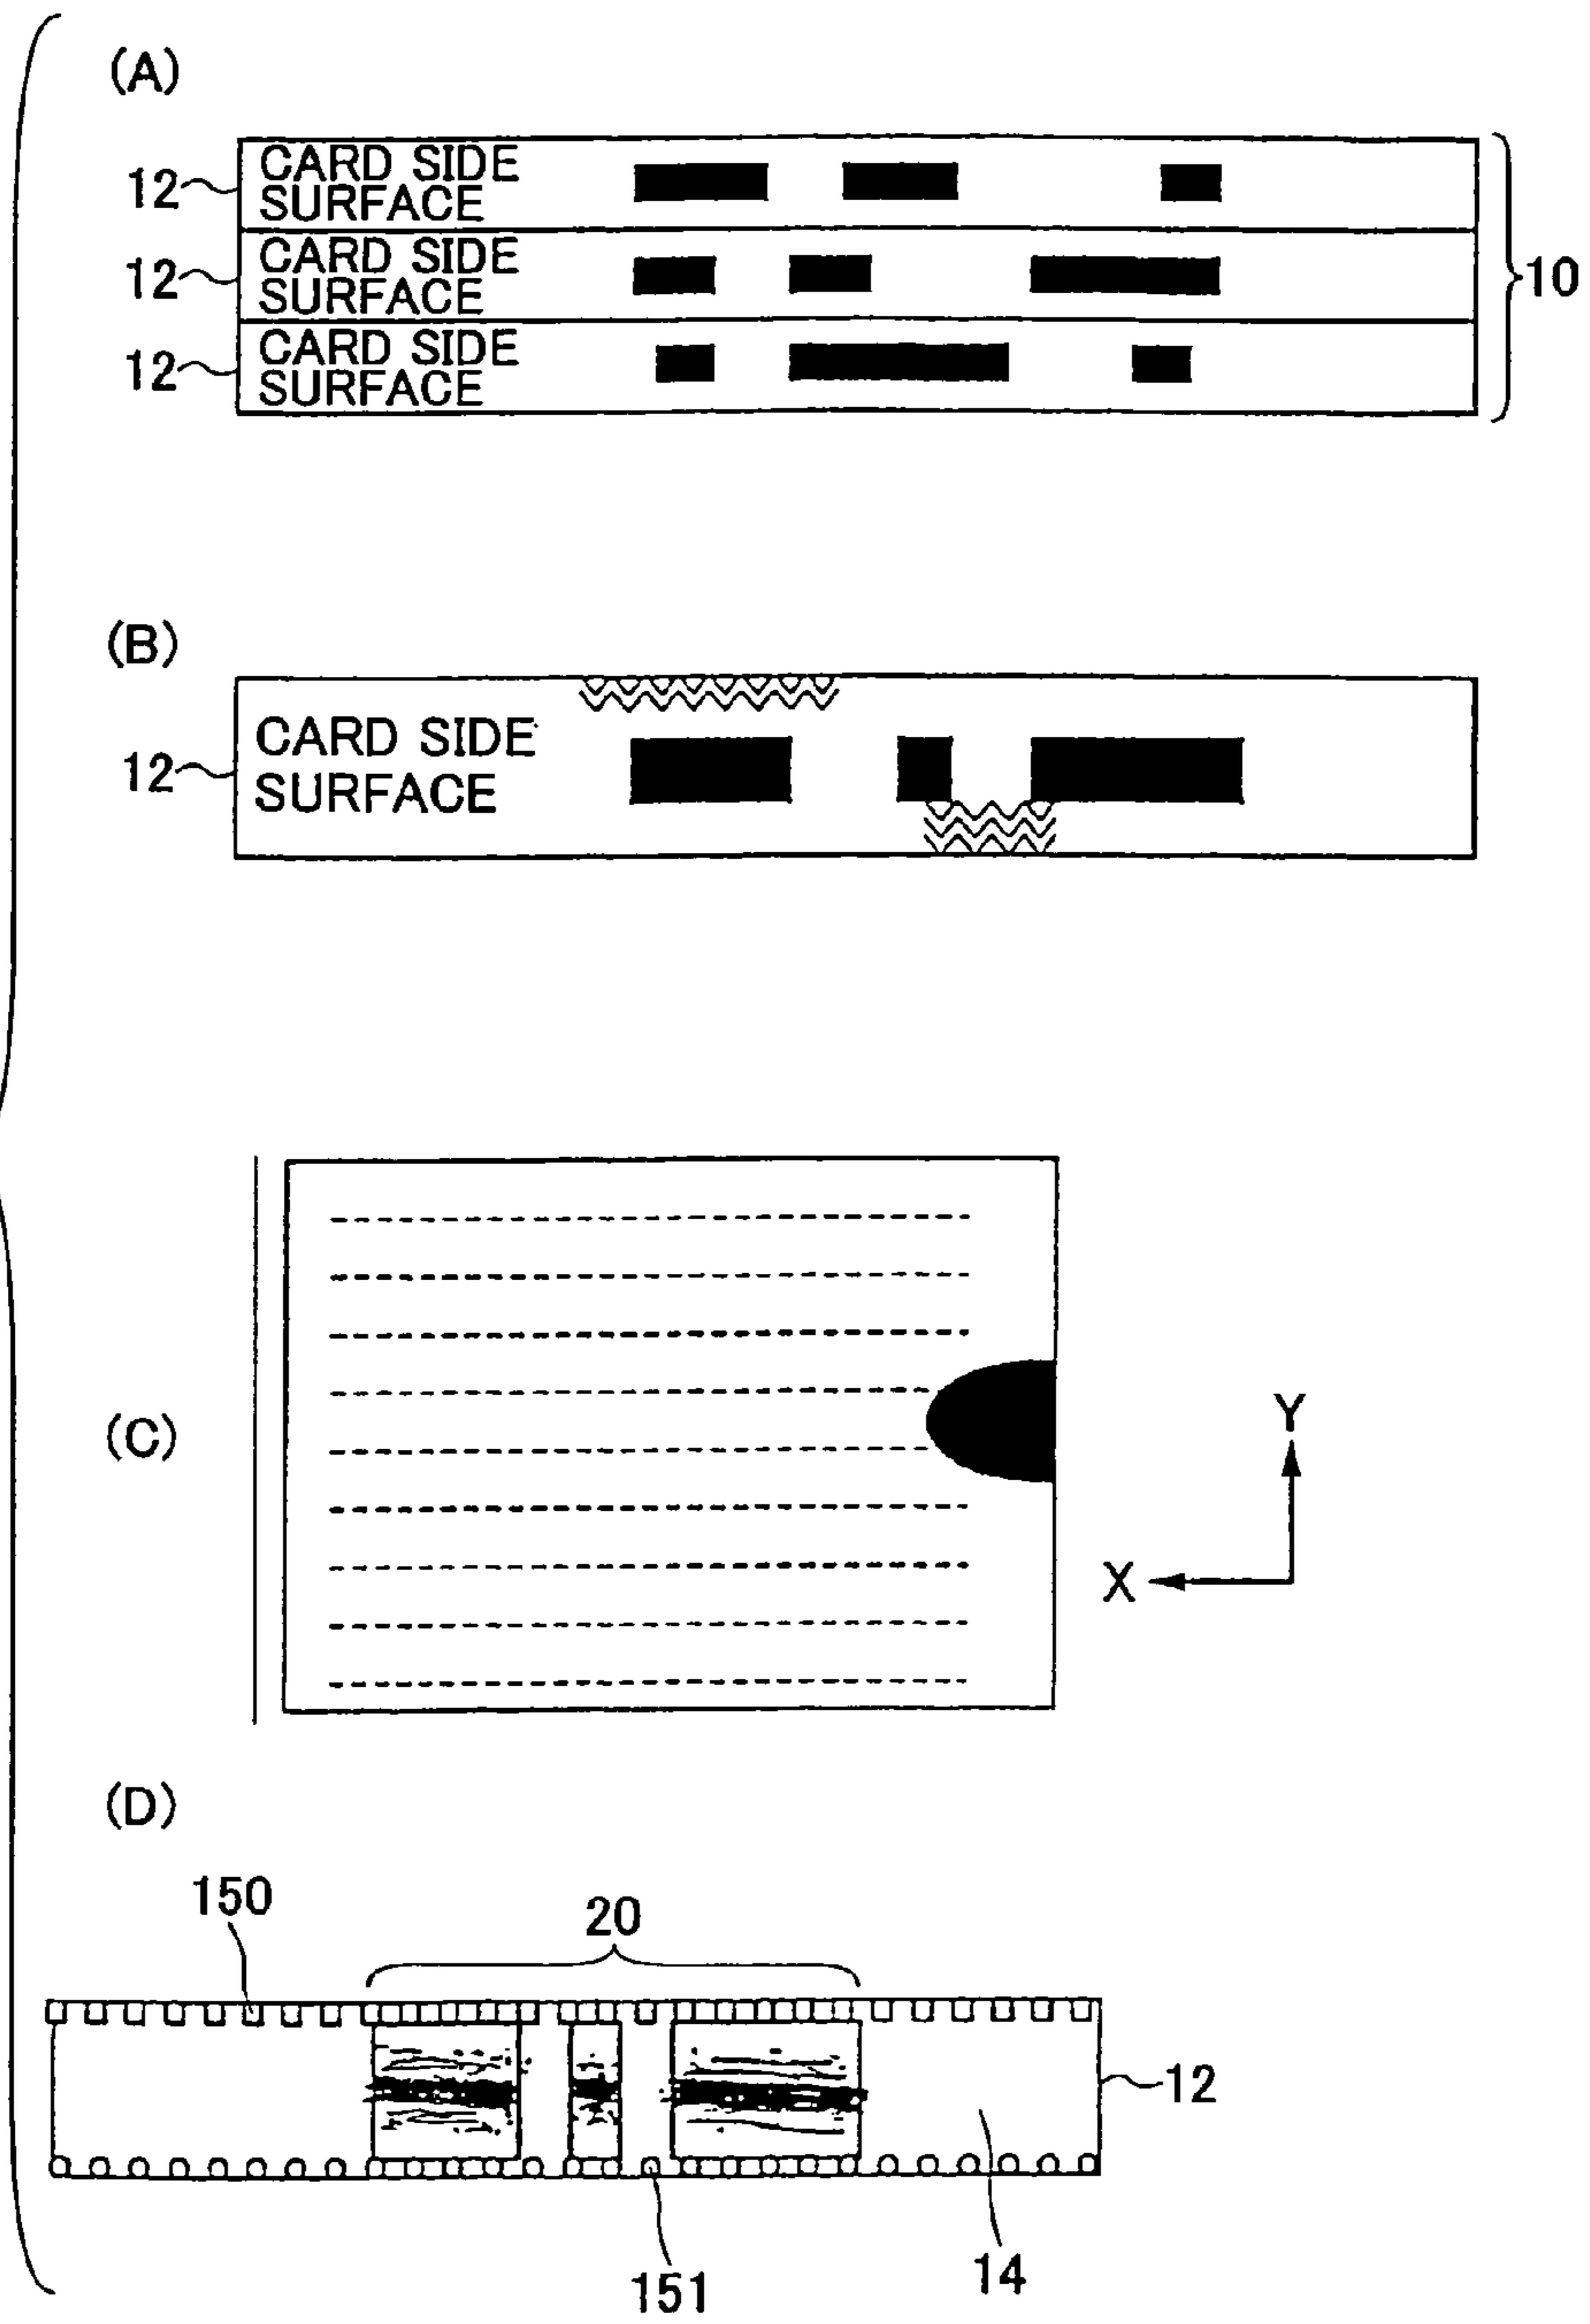 (A)
CARD SIDE
SURFACE
12
CARD SIDE
SURFACE
12
10
CARD SIDE
SURFACE
12
(B)
CARD SIDE
SURFACE
12
(C)
Y
X
(D)
150
20
12
151
14